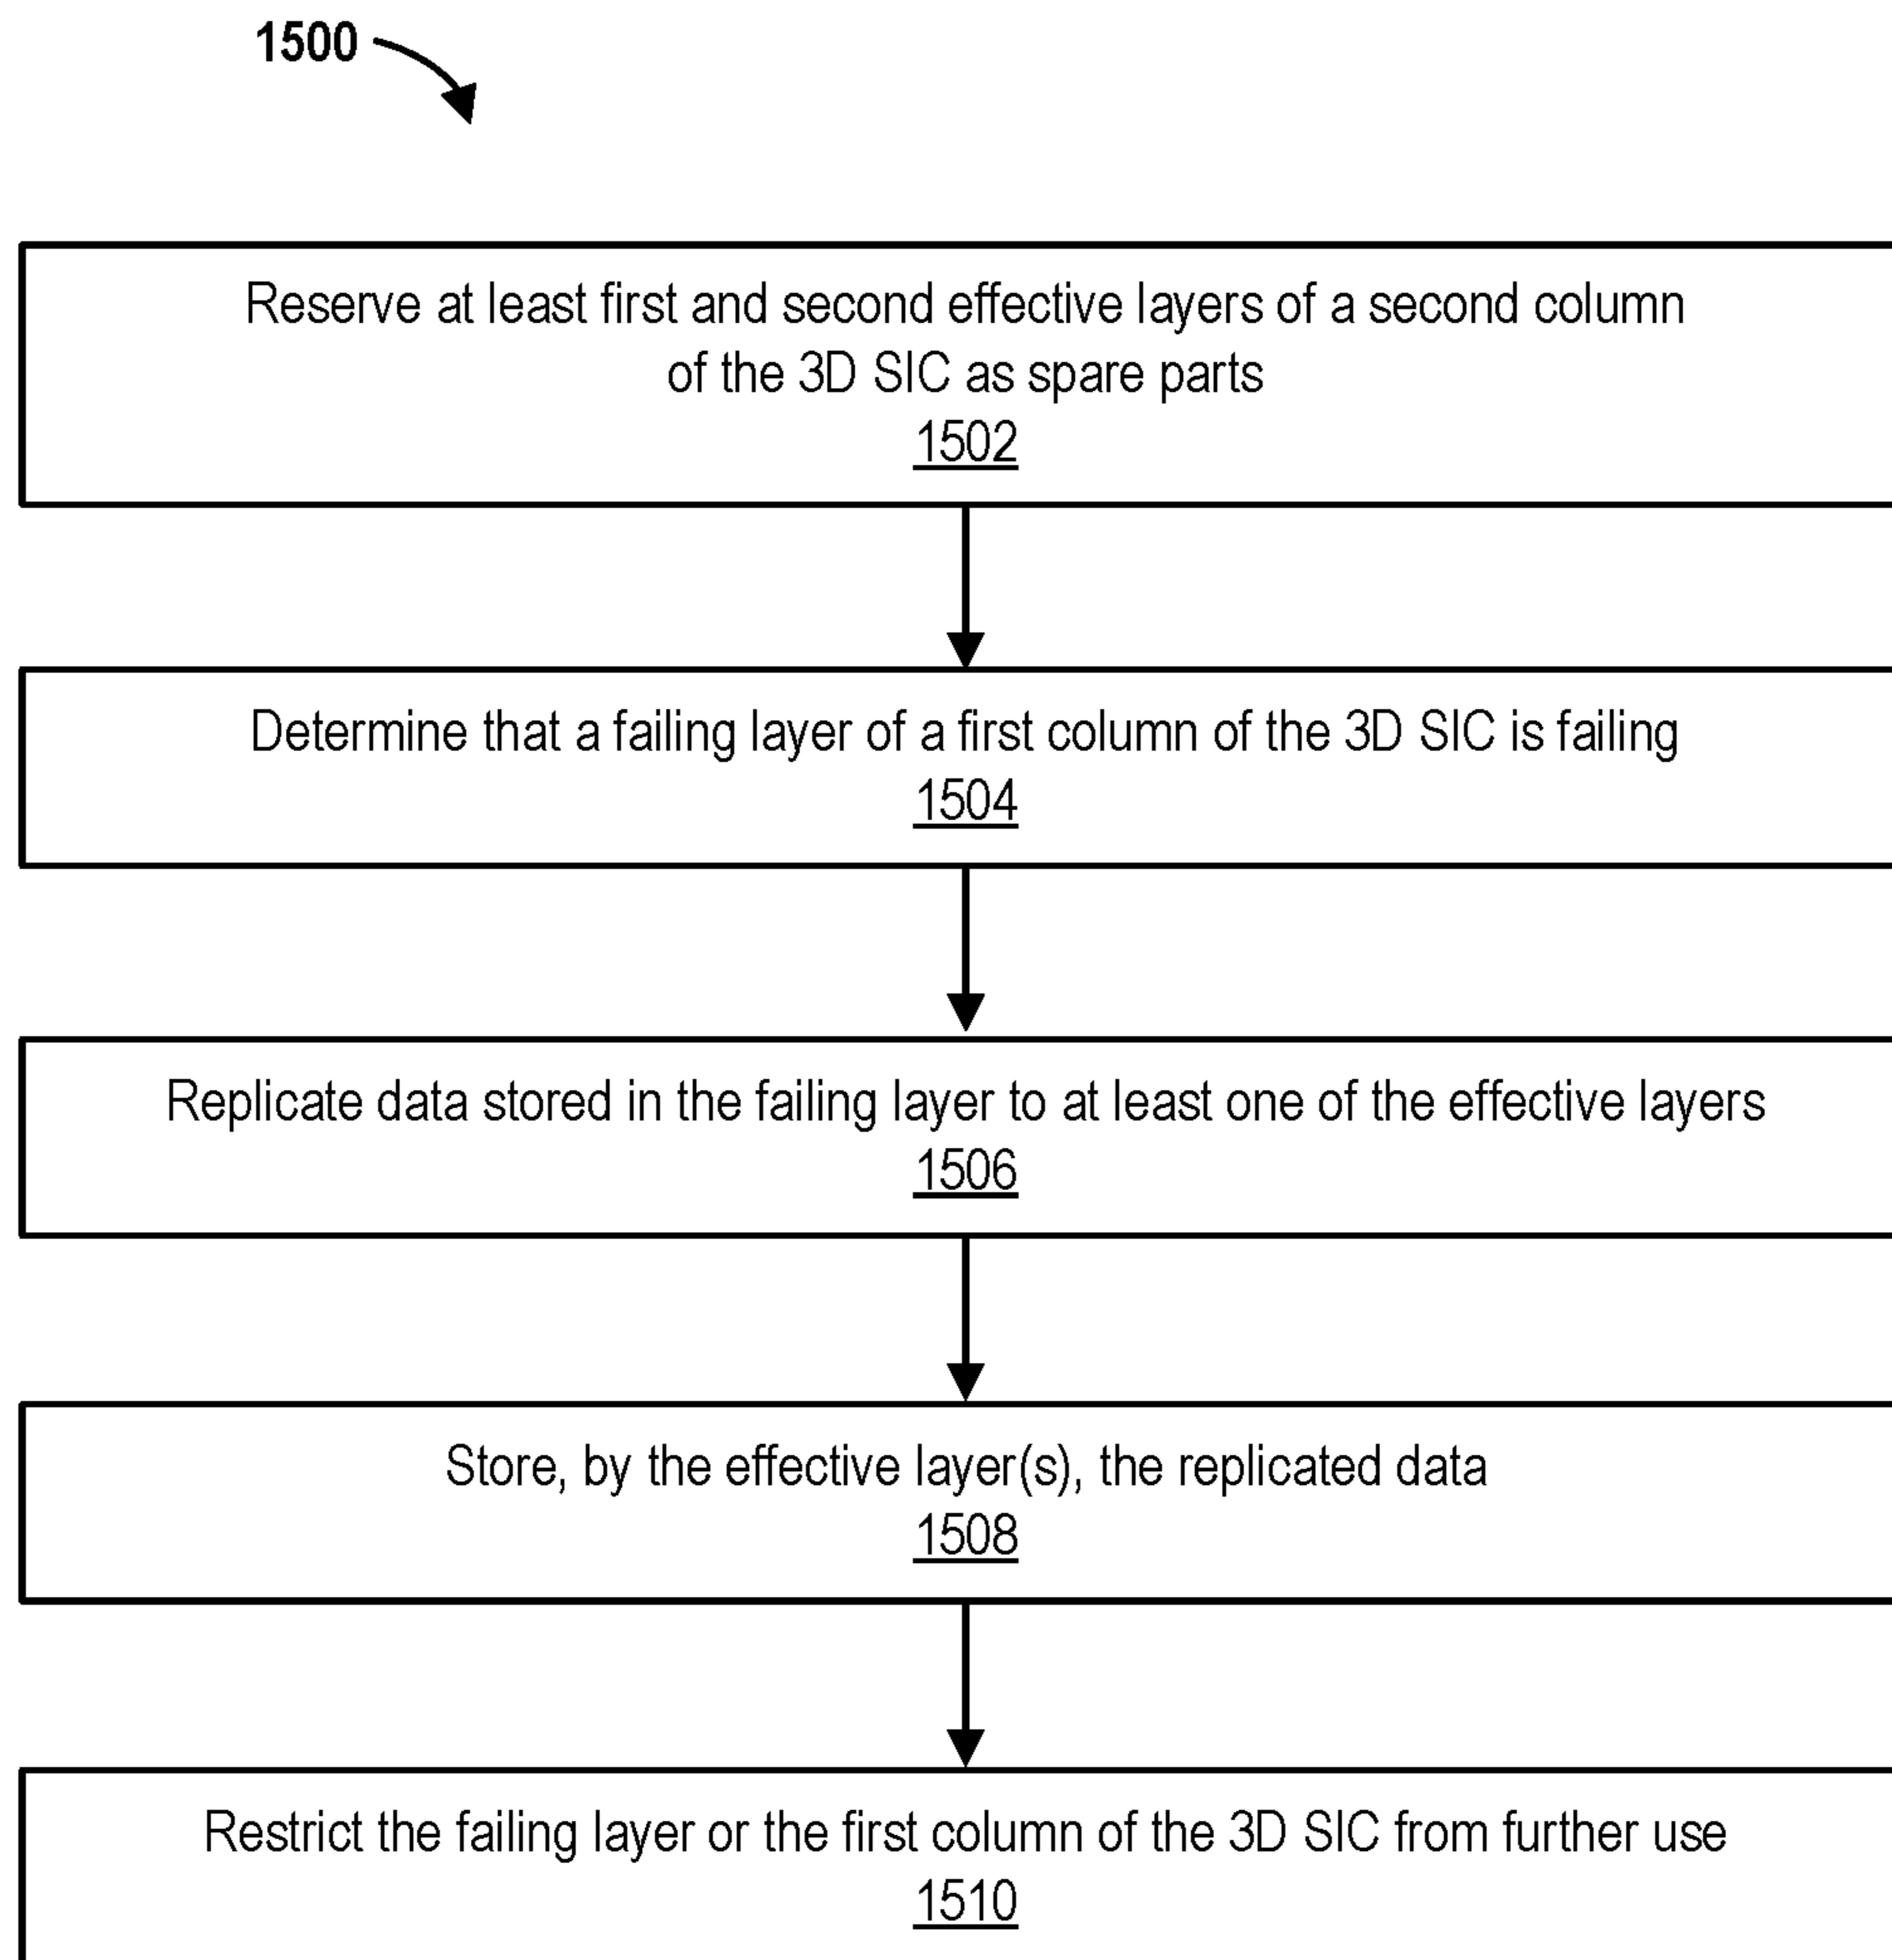 1500
Reserve at least first and second effective layers of a second column
of the 3D SIC as spare parts
1502
Determine that a failing layer of a first column of the 3D SIC is failing
1504
Replicate data stored in the failing layer to at least one of the effective layers
1506
Store, by the effective layer(s), the replicated data
1508
Restrict the failing layer or the first column of the 3D SIC from further use
1510